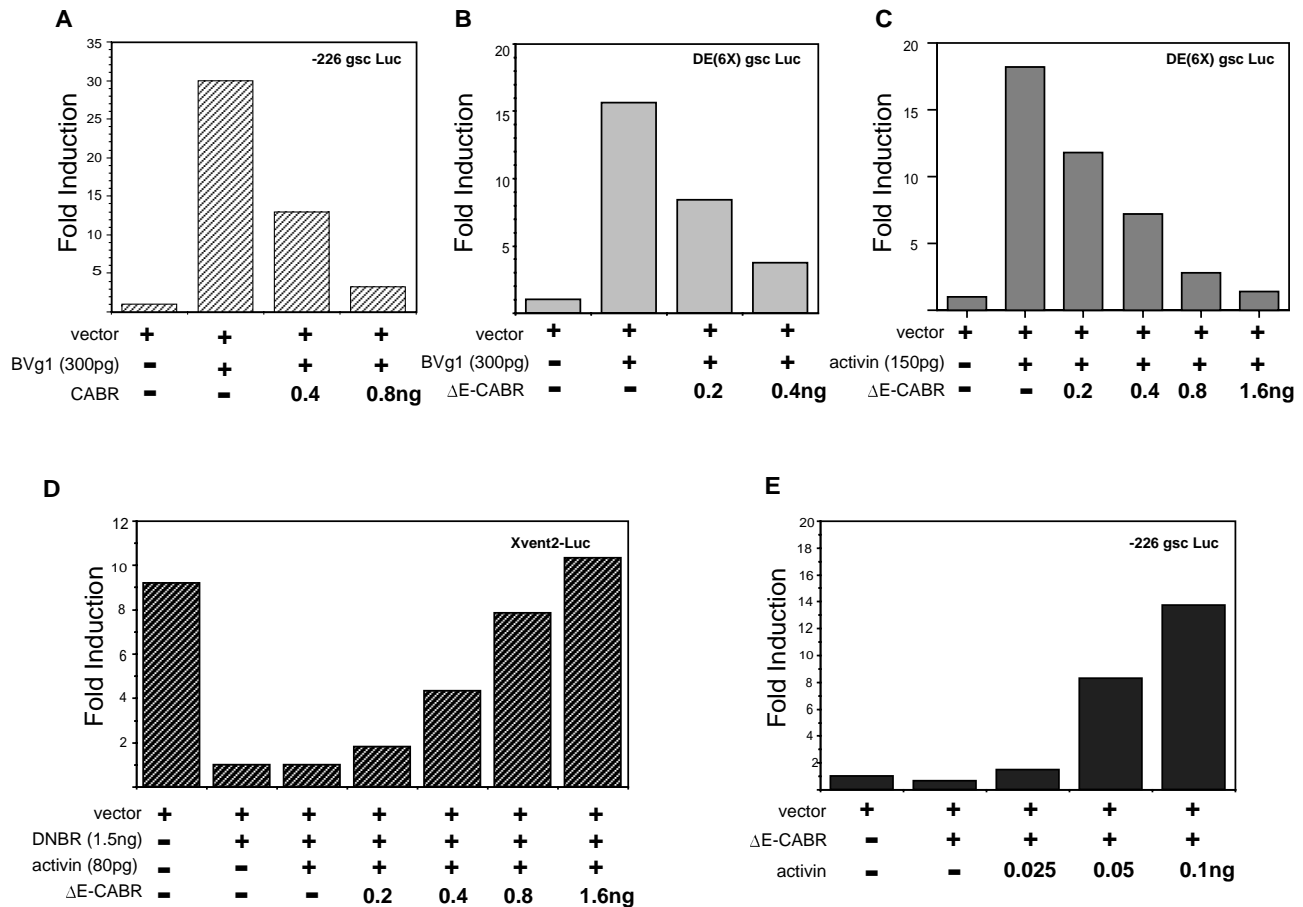 A
-226 gsc Luc
Fold Induction
35
30
25
20
15
10
5
vector + + + +
BVg1 (300pg) - + + +
CABR - - 0.4 0.8ng
B
DE(6X) gsc Luc
Fold Induction
20
15
10
5
0
vector + + + +
BVg1 (300pg) - + + +
ΔE-CABR - - 0.2 0.4ng
C
DE(6X) gsc Luc
Fold Induction
20
15
10
5
0
vector + + + + + +
activin (150pg) - + + + + +
ΔE-CABR - - 0.2 0.4 0.8 1.6ng
D
Xvent2-Luc
Fold Induction
12
10
8
6
4
2
vector + + + + + + +
DNBR (1.5ng) - + + + + + +
activin (80pg) - - + + + + +
ΔE-CABR - - - 0.2 0.4 0.8 1.6ng
E
-226 gsc Luc
Fold Induction
20
18
16
14
12
10
8
6
4
2
vector + + + + +
ΔE-CABR - + + + +
activin - - 0.025 0.05 0.1ng